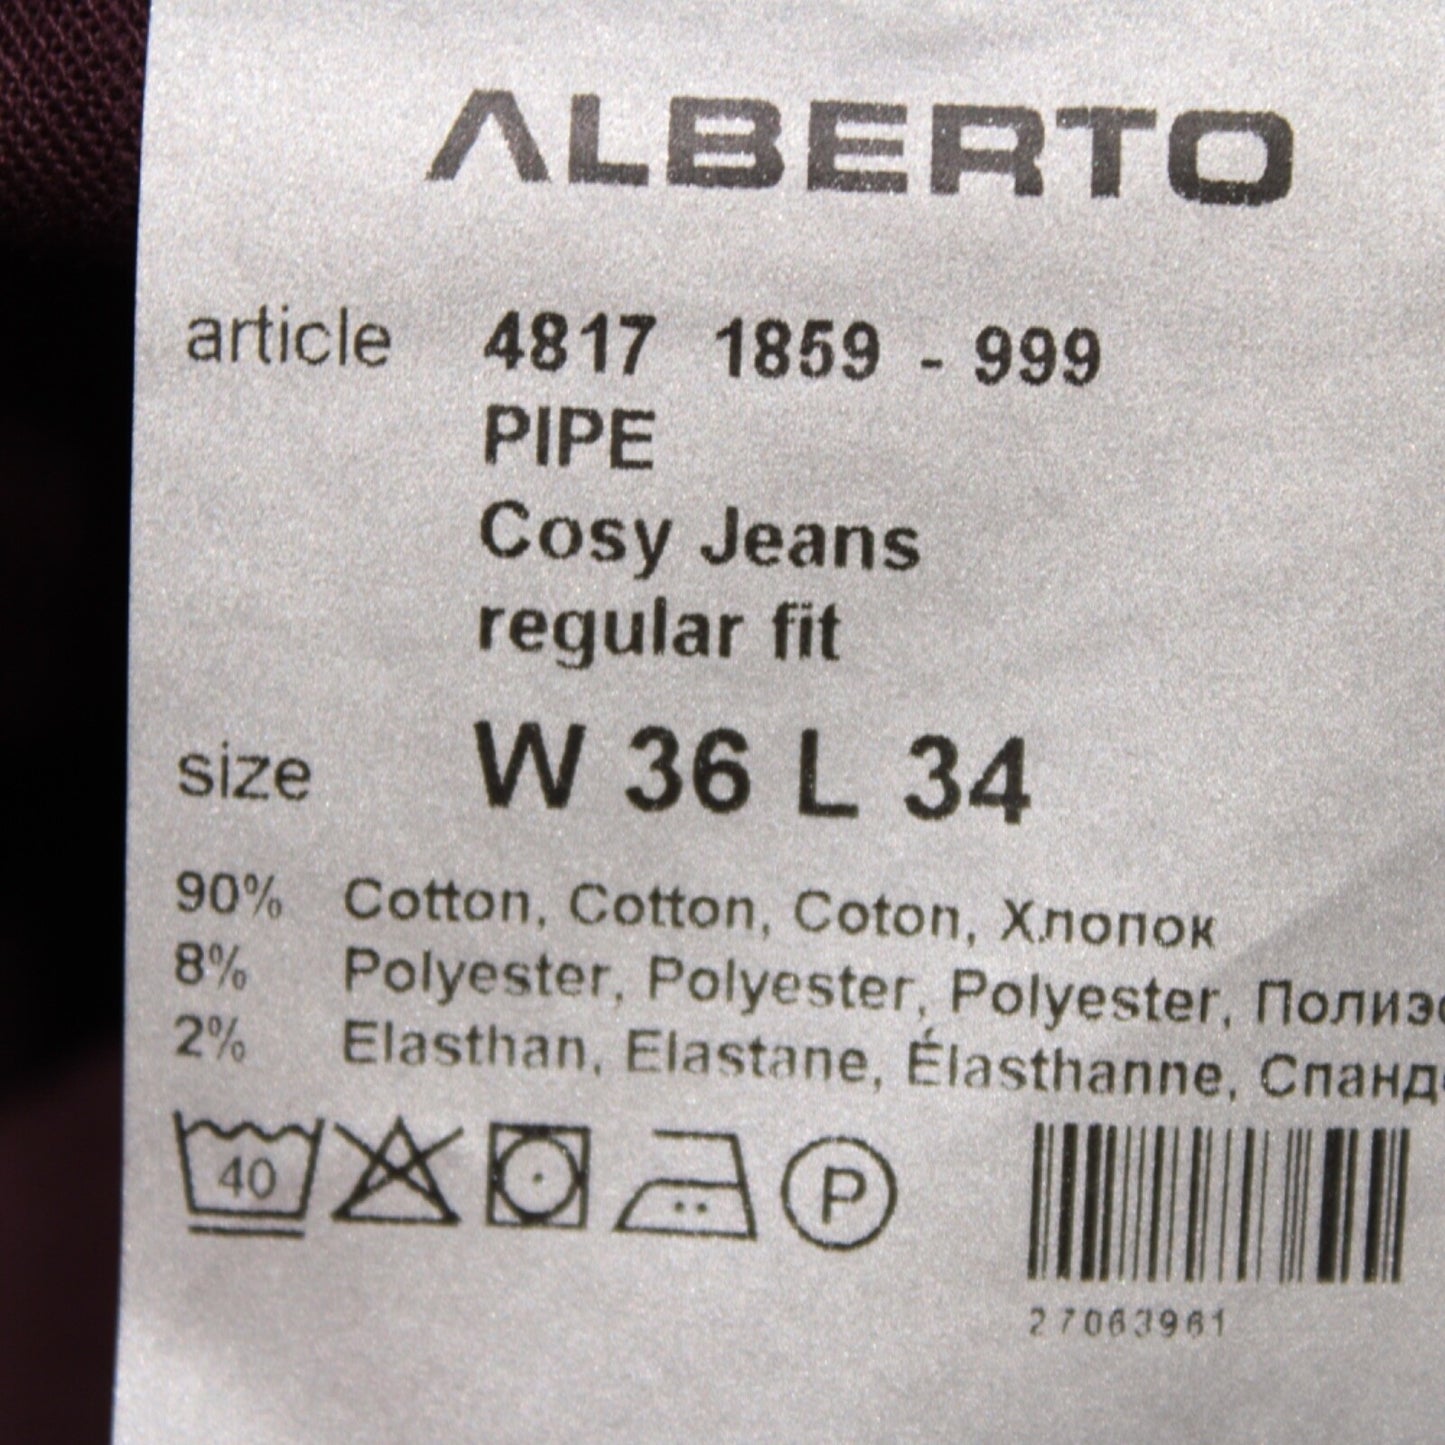 ALBERTO
article 4817 1859 - 999
PIPE
Cosy Jeans
regular fit
size W 36 L 34
90% Cotton, Cotton, Coton, Хлопок
8% Polyester, Polyester, Polyester,
2% Elasthan, Elastane, Élasthanne,
40 P
27063961